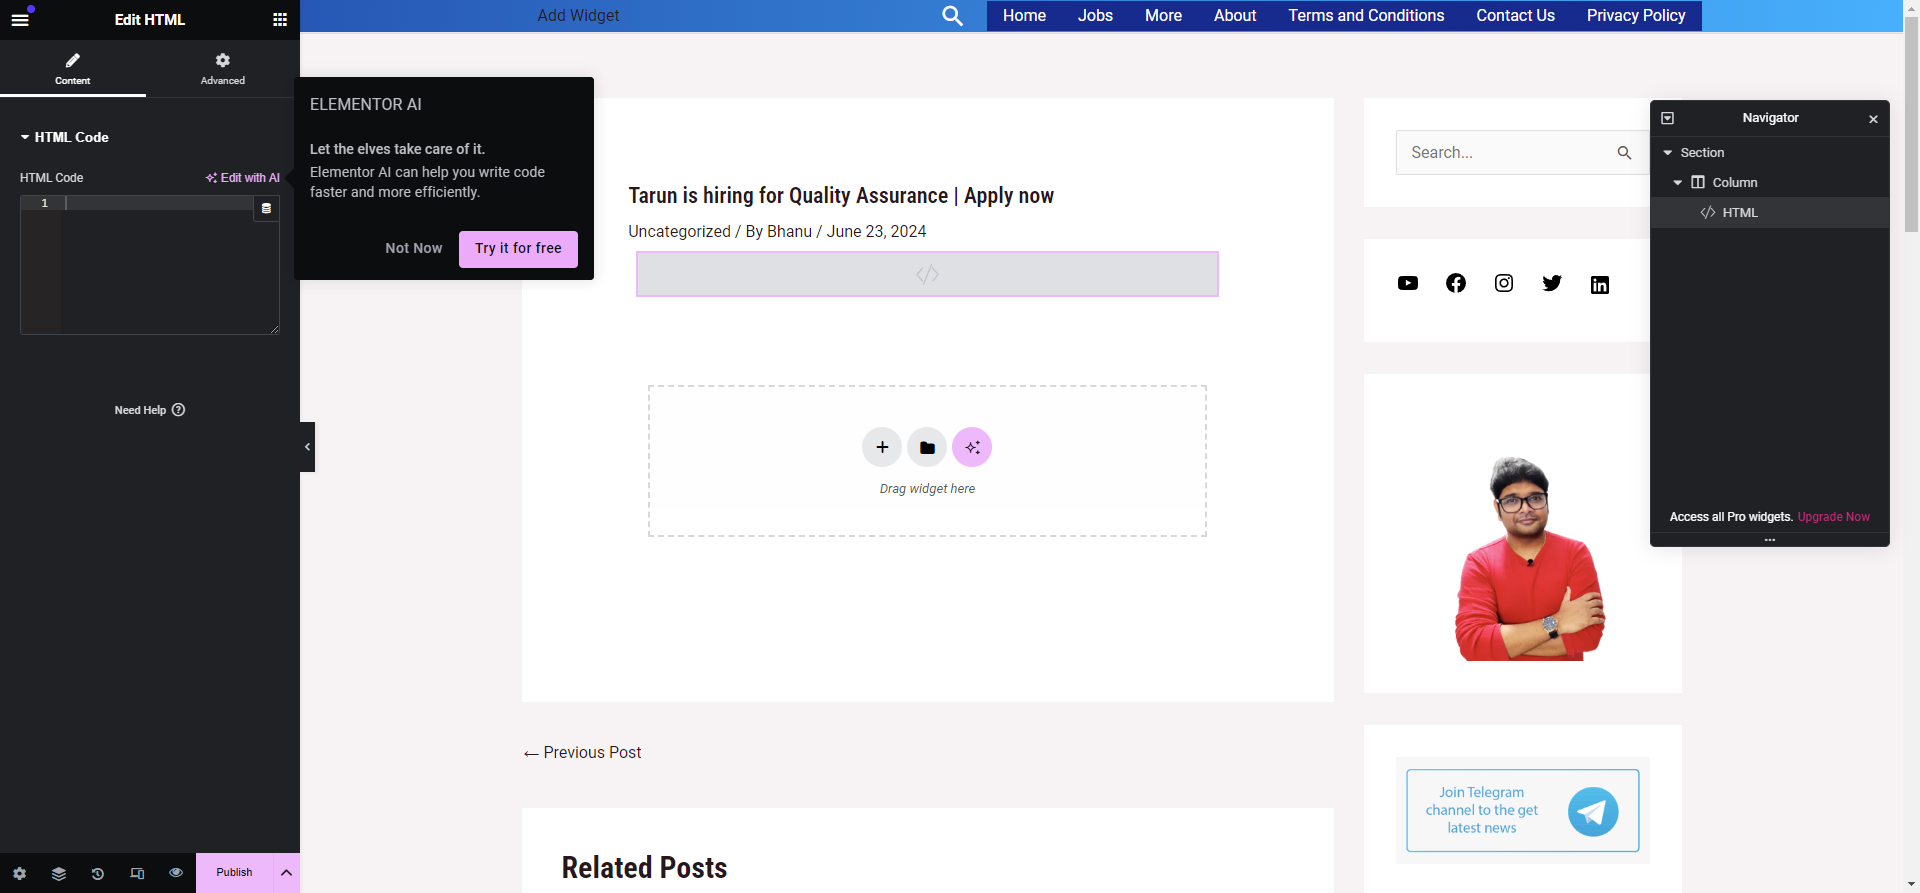 Edit HTML
Content
Advanced
HTML Code
HTML Code
Edit with AI
1
Need Help
Publish
ELEMENTOR AI
Let the elves take care of it.
Elementor AI can help you write code
faster and more efficiently.
Not Now
Try it for free
Add Widget
Home Jobs More About Terms and Conditions Contact Us Privacy Policy
Tarun is hiring for Quality Assurance | Apply now
Uncategorized / By Bhanu / June 23, 2024
Drag widget here
← Previous Post
Related Posts
Search...
Join Telegram
channel to the get
latest news
Navigator
Section
Column
HTML
Access all Pro widgets. Upgrade Now